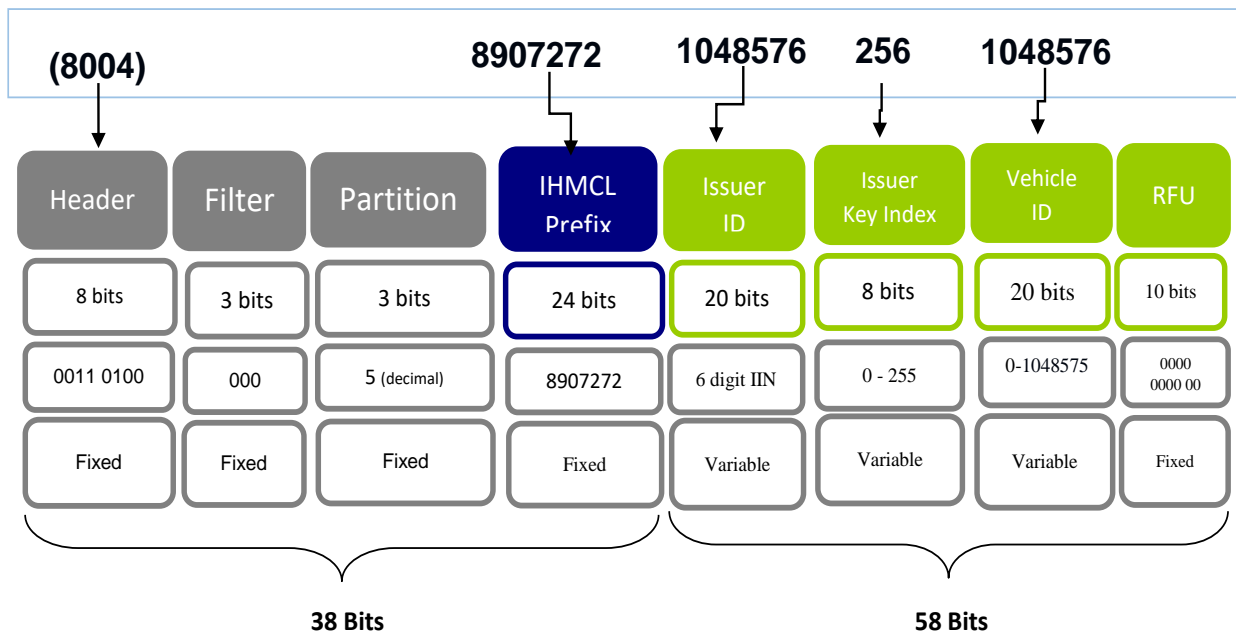 (8004) 8907272 1048576 256 1048576
Header Filter Partition IHMCL Prefix Issuer ID Issuer Key Index Vehicle ID RFU
8 bits 3 bits 3 bits 24 bits 20 bits 8 bits 20 bits 10 bits
0011 0100 000 5 (decimal) 8907272 6 digit IIN 0 - 255 0-1048575 0000 0000 00
Fixed Fixed Fixed Fixed Variable Variable Variable Fixed
38 Bits 58 Bits